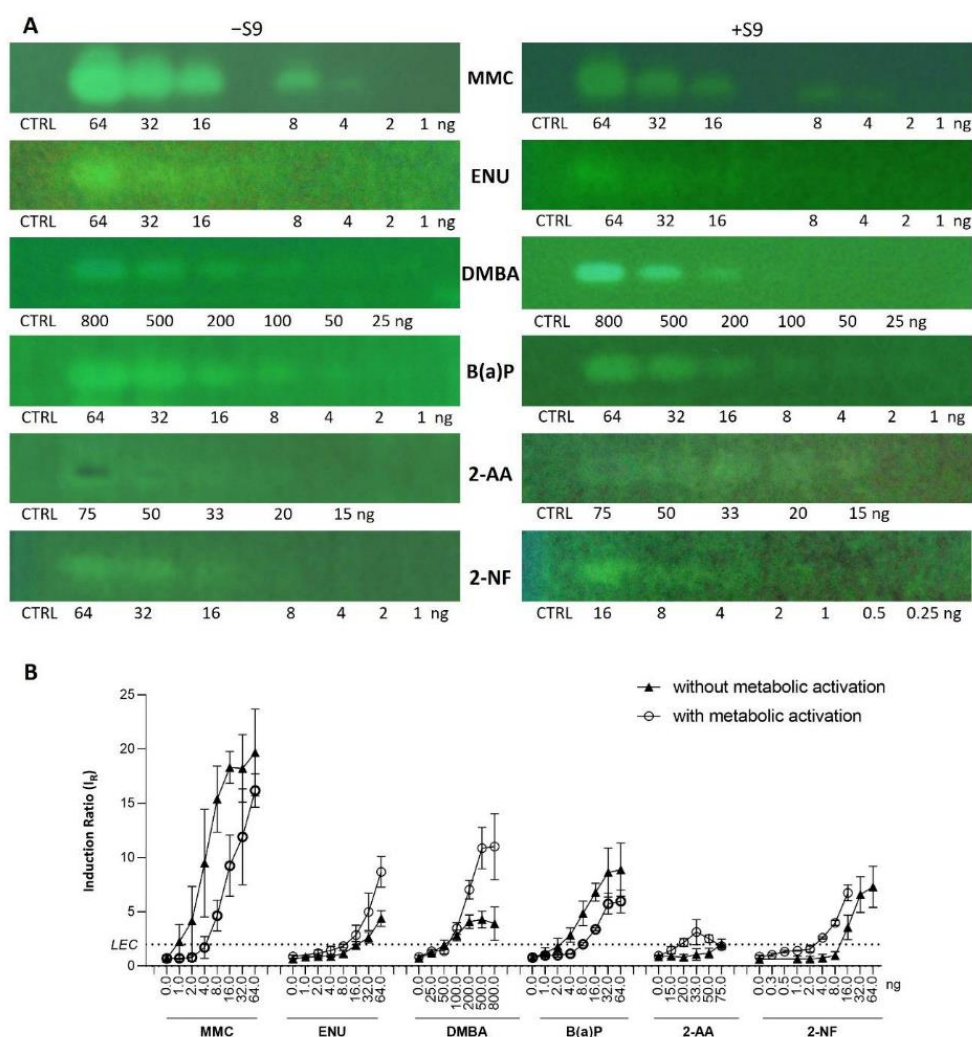 A
−S9 +S9
MMC
CTRL 64 32 16 8 4 2 1 ng CTRL 64 32 16 8 4 2 1 ng
ENU
CTRL 64 32 16 8 4 2 1 ng CTRL 64 32 16 8 4 2 1 ng
DMBA
CTRL 800 500 200 100 50 25 ng CTRL 800 500 200 100 50 25 ng
B(a)P
CTRL 64 32 16 8 4 2 1 ng CTRL 64 32 16 8 4 2 1 ng
2-AA
CTRL 75 50 33 20 15 ng CTRL 75 50 33 20 15 ng
2-NF
CTRL 64 32 16 8 4 2 1 ng CTRL 16 8 4 2 1 0.5 0.25 ng
B
without metabolic activation
with metabolic activation
Induction Ratio (IR)
25
20
15
10
5
LEC
0
0.0 1.0 2.0 4.0 8.0 16.0 32.0 64.0 0.0 1.0 2.0 4.0 8.0 16.0 32.0 64.0 0.0 25.0 50.0 100.0 200.0 500.0 800.0 0.0 1.0 2.0 4.0 8.0 16.0 32.0 64.0 0.0 15.0 20.0 33.0 50.0 75.0 0.0 0.3 0.5 1.0 2.0 4.0 8.0 16.0 32.0 64.0 ng
MMC ENU DMBA B(a)P 2-AA 2-NF